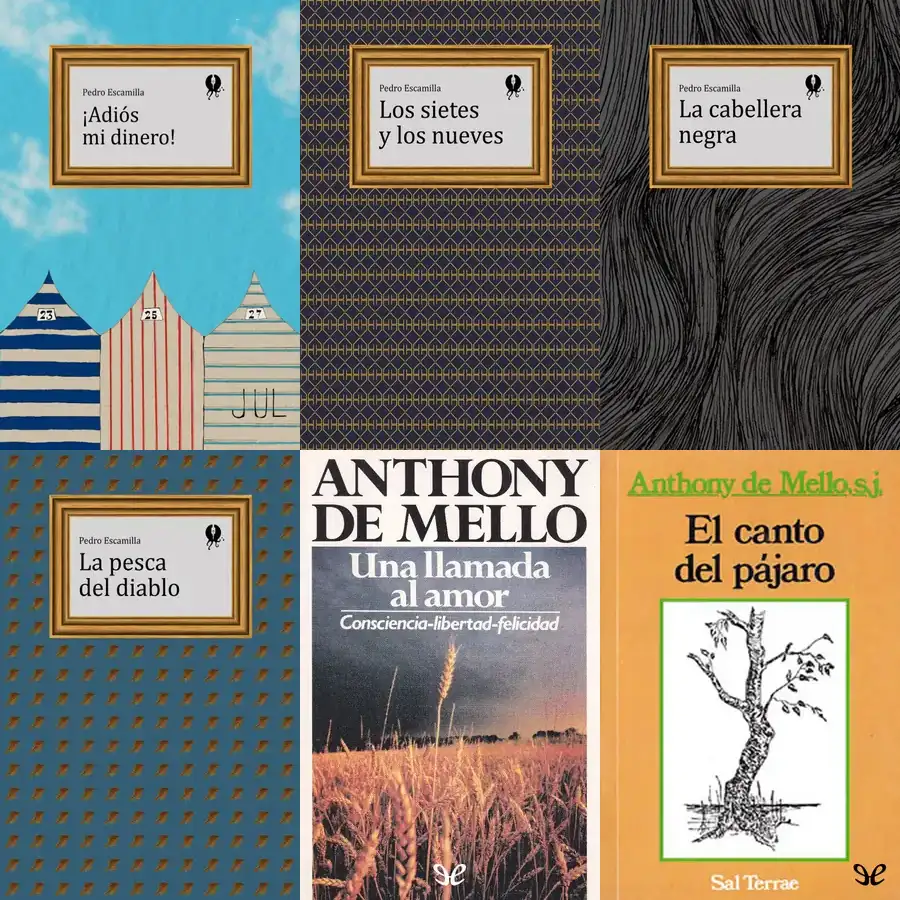 Pedro Escamilla
¡Adiós
mi dinero!
23
25
27
JUL
Pedro Escamilla
Los sietes
y los nueves
Pedro Escamilla
La cabellera
negra
Pedro Escamilla
La pesca
del diablo
ANTHONY
DE MELLO
Una llamada
al amor
Consciencia-libertad-felicidad
Anthony de Mello, s.j.
El canto
del pájaro
Sal Terrae